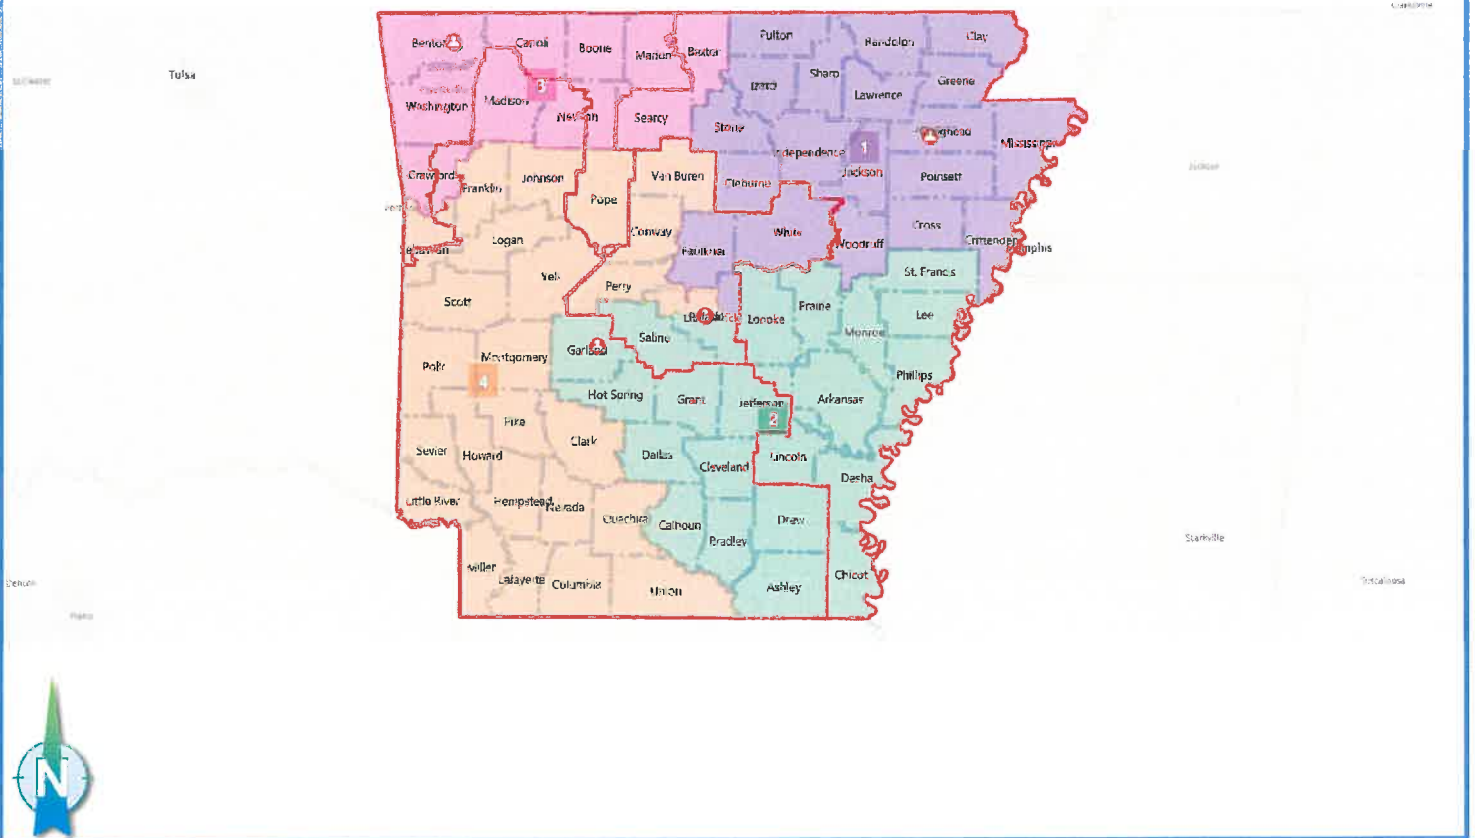 Fulton
Clay
Benton
Carroll
Boone
Marion
Baxter
Randolph
Tulsa
Sharp
Izard
Greene
3
Lawrence
Washington
Madison
Newton
Searcy
Stone
Craighead
Mississippi
Independence
1
Jackson
Poinsett
Crawford
Franklin
Johnson
Van Buren
Cleburne
Pope
Logan
Conway
Faulkner
White
Woodruff
Cross
Crittenden
Memphis
Sebastian
Yell
Perry
St. Francis
Scott
Prairie
Lee
Lonoke
Monroe
Saline
Garland
Polk
Montgomery
4
Phillips
Hot Spring
Grant
Jefferson
2
Arkansas
Pike
Clark
Sevier
Howard
Dallas
Cleveland
Lincoln
Desha
Little River
Hempstead
Nevada
Ouachita
Calhoun
Drew
Bradley
Starkville
Miller
Lafayette
Columbia
Union
Ashley
Chicot
Denton
Tuscaloosa
N